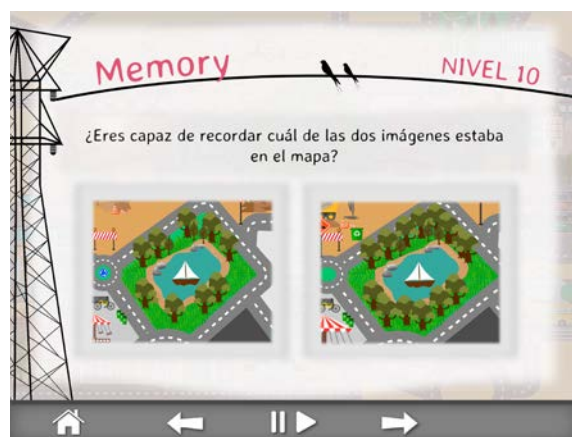 Memory
NIVEL 10
¿Eres capaz de recordar cuál de las dos imágenes estaba
en el mapa?